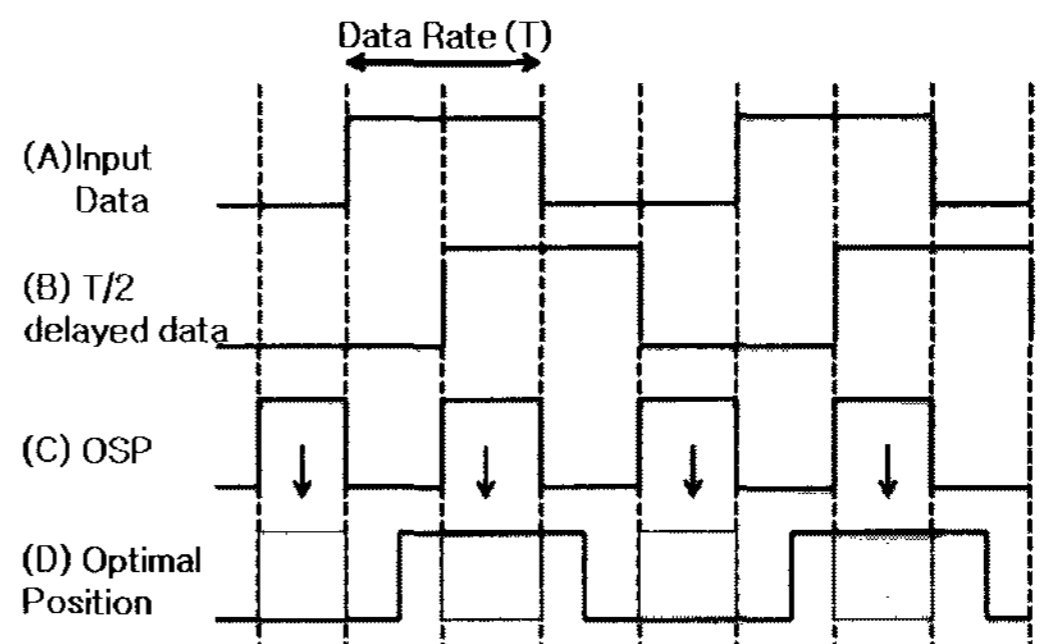 Data Rate (T)
(A)Input
Data
(B) T/2
delayed data
(C) OSP
(D) Optimal
Position